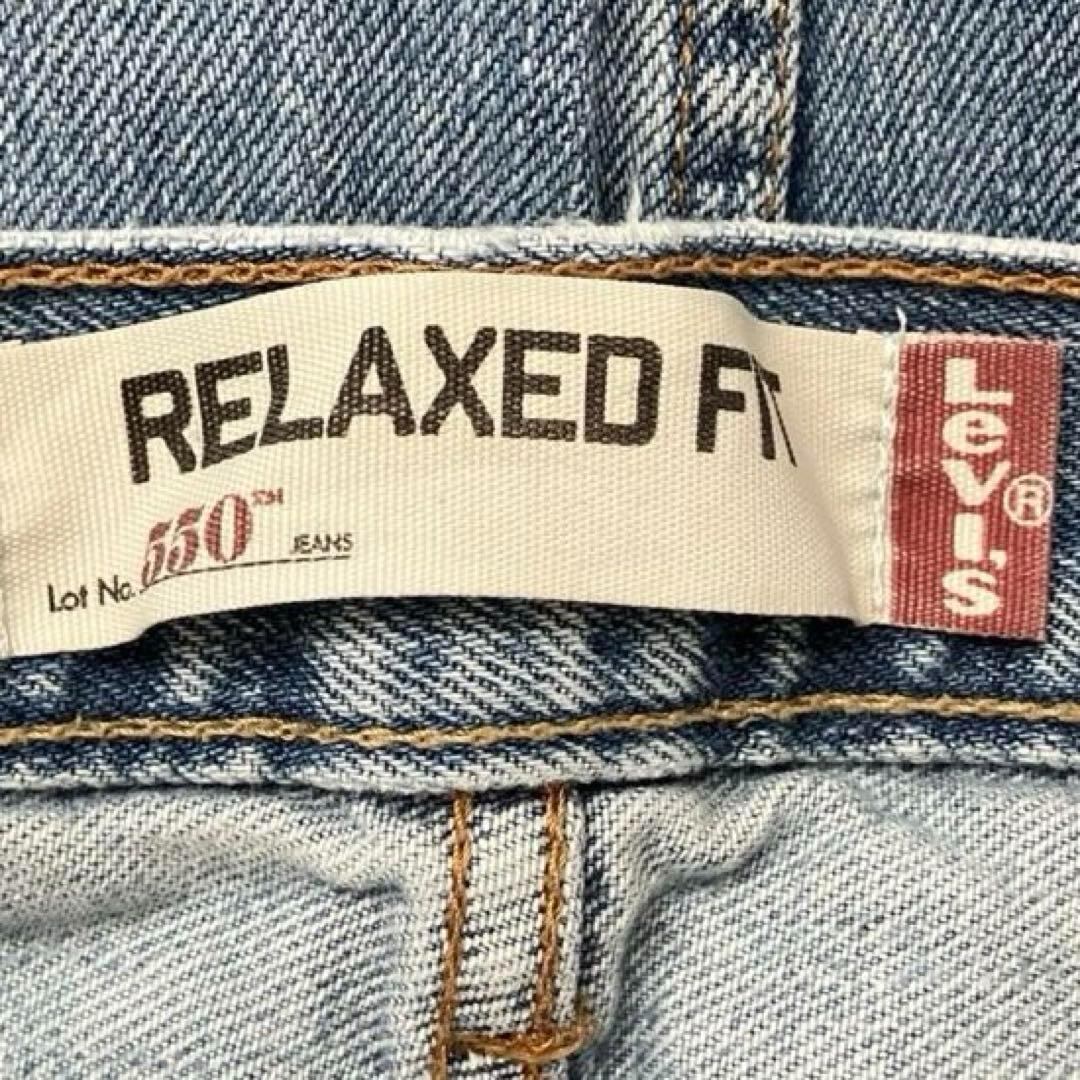 RELAXED FIT
Lot No. 550™ JEANS
LeVI'S®